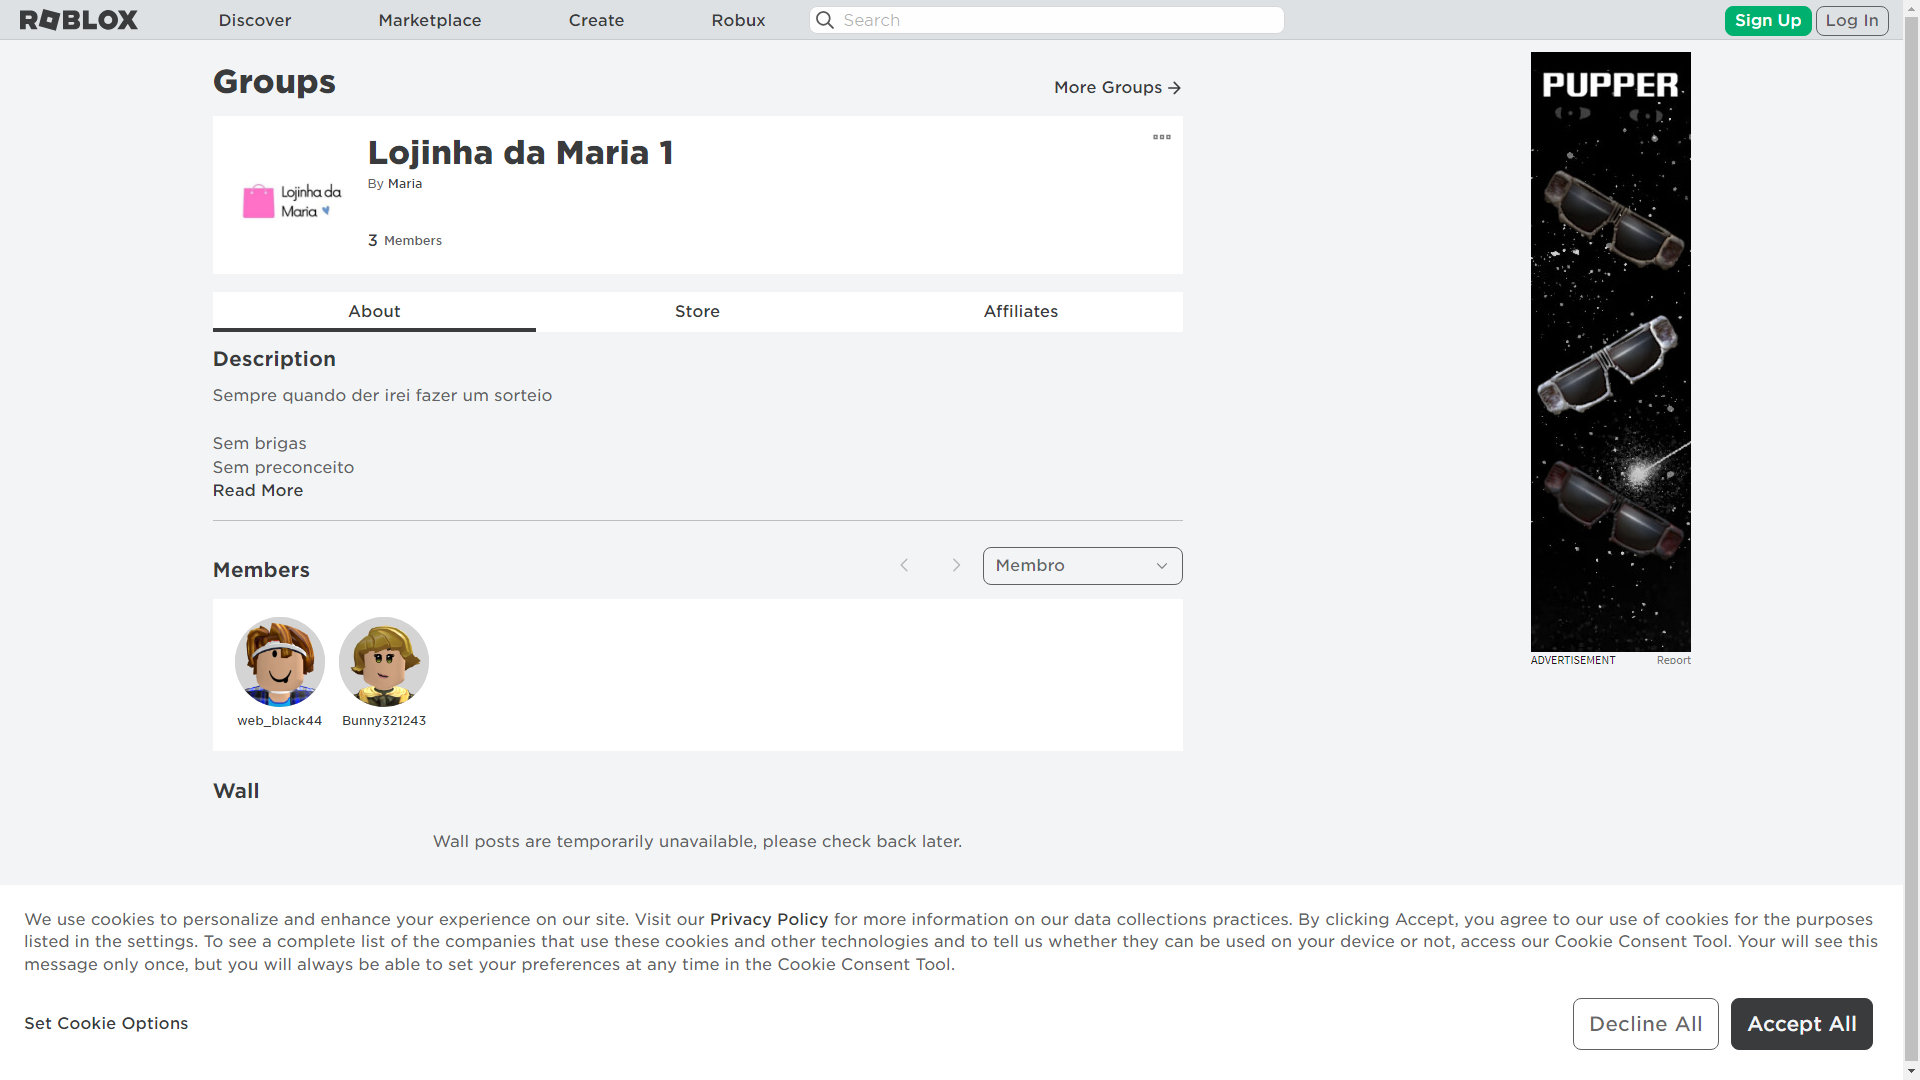 ROBLOX
Discover
Marketplace
Create
Robux
Search
Sign Up
Log In
Groups
More Groups
Lojinha da Maria 1
By Maria
Lojinha da
Maria
3 Members
About
Store
Affiliates
Description
Sempre quando der irei fazer um sorteio
Sem brigas
Sem preconceito
Read More
Members
Membro
web_black44
Bunny321243
Wall
Wall posts are temporarily unavailable, please check back later.
PUPPER
ADVERTISEMENT
Report
We use cookies to personalize and enhance your experience on our site. Visit our Privacy Policy for more information on our data collections practices. By clicking Accept, you agree to our use of cookies for the purposes
listed in the settings. To see a complete list of the companies that use these cookies and other technologies and to tell us whether they can be used on your device or not, access our Cookie Consent Tool. Your will see this
message only once, but you will always be able to set your preferences at any time in the Cookie Consent Tool.
Set Cookie Options
Decline All
Accept All